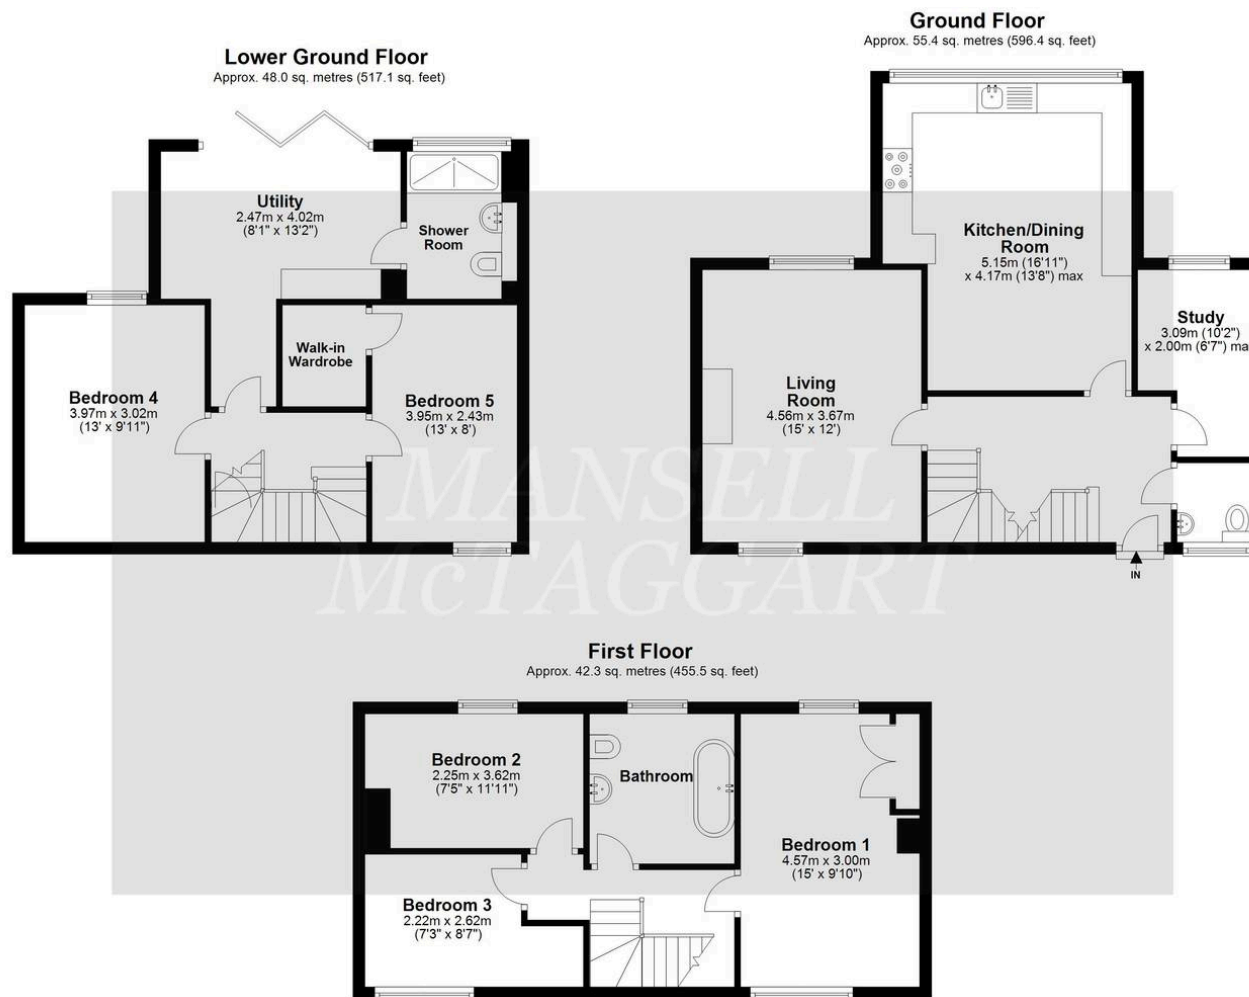 Lower Ground Floor
Approx. 48.0 sq. metres (517.1 sq. feet)
Utility
2.47m x 4.02m
(8'1" x 13'2")
Shower
Room
Walk-in
Wardrobe
Bedroom 4
3.97m x 3.02m
(13' x 9'11")
Bedroom 5
3.95m x 2.43m
(13' x 8')
Ground Floor
Approx. 55.4 sq. metres (596.4 sq. feet)
Kitchen/Dining
Room
5.15m (16'11")
x 4.17m (13'8") max
Study
3.09m (10'2")
x 2.00m (6'7") ma
Living
Room
4.56m x 3.67m
(15' x 12')
IN
MANSELL
McTAGGART
First Floor
Approx. 42.3 sq. metres (455.5 sq. feet)
Bedroom 2
2.25m x 3.62m
(7'5" x 11'11")
Bathroom
Bedroom 1
4.57m x 3.00m
(15' x 9'10")
Bedroom 3
2.22m x 2.62m
(7'3" x 8'7")